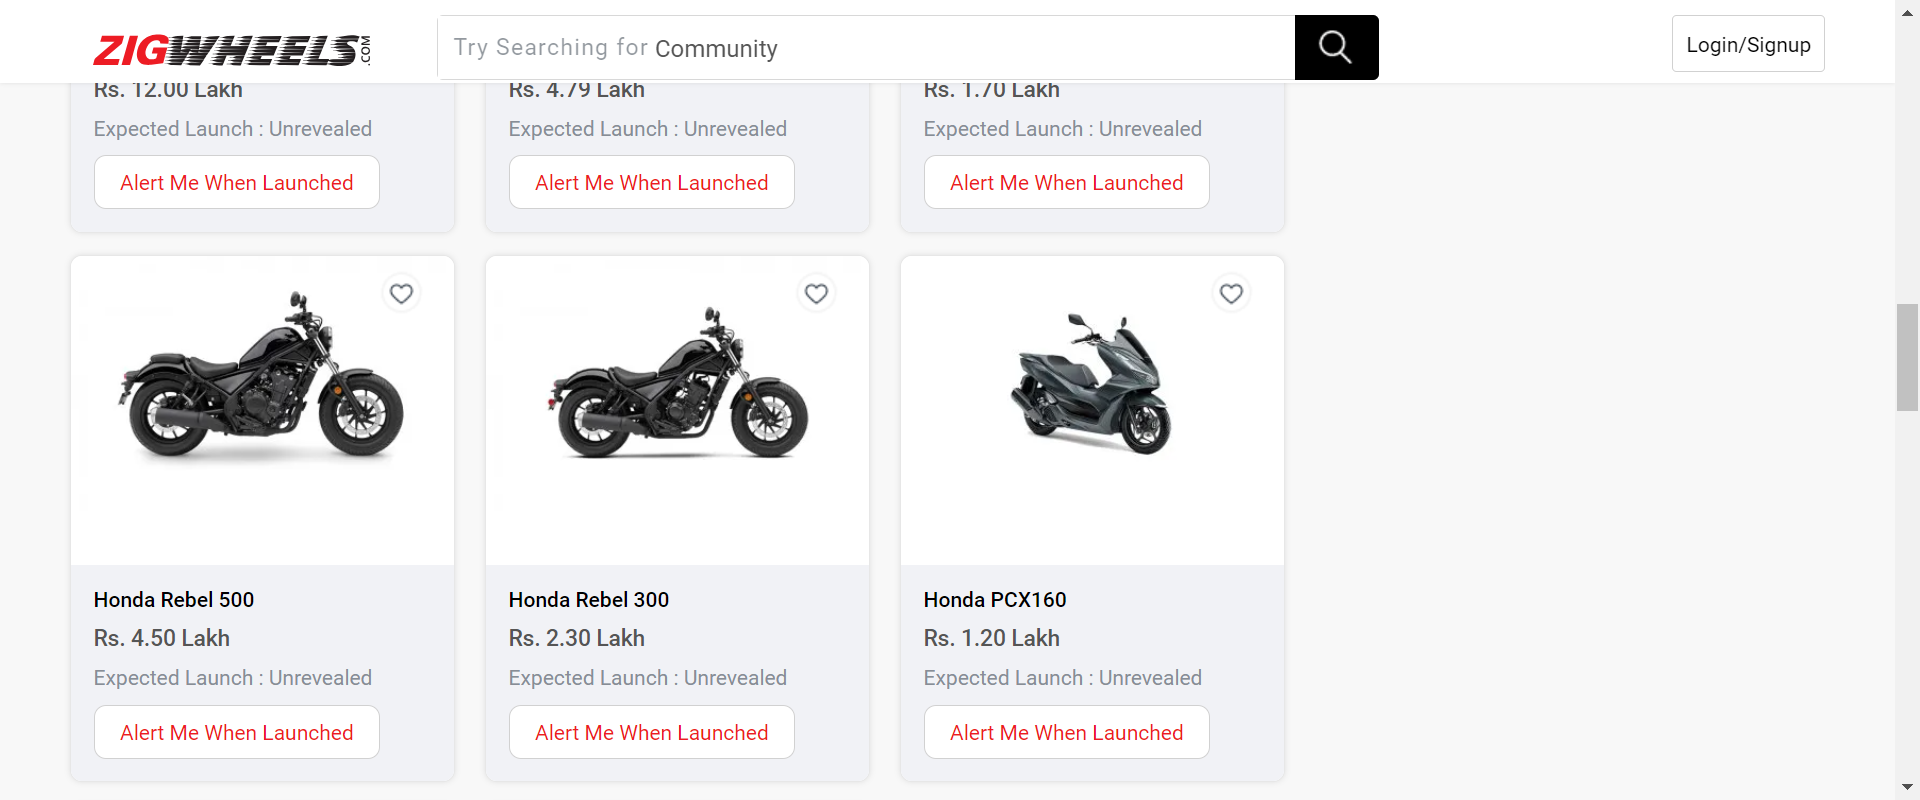 ZIGWHEELS.COM
Try Searching for Community
Login/Signup
Rs. 12.00 Lakh
Expected Launch : Unrevealed
Alert Me When Launched
Rs. 4.79 Lakh
Expected Launch : Unrevealed
Alert Me When Launched
Rs. 1.70 Lakh
Expected Launch : Unrevealed
Alert Me When Launched
Honda Rebel 500
Rs. 4.50 Lakh
Expected Launch : Unrevealed
Alert Me When Launched
Honda Rebel 300
Rs. 2.30 Lakh
Expected Launch : Unrevealed
Alert Me When Launched
Honda PCX160
Rs. 1.20 Lakh
Expected Launch : Unrevealed
Alert Me When Launched